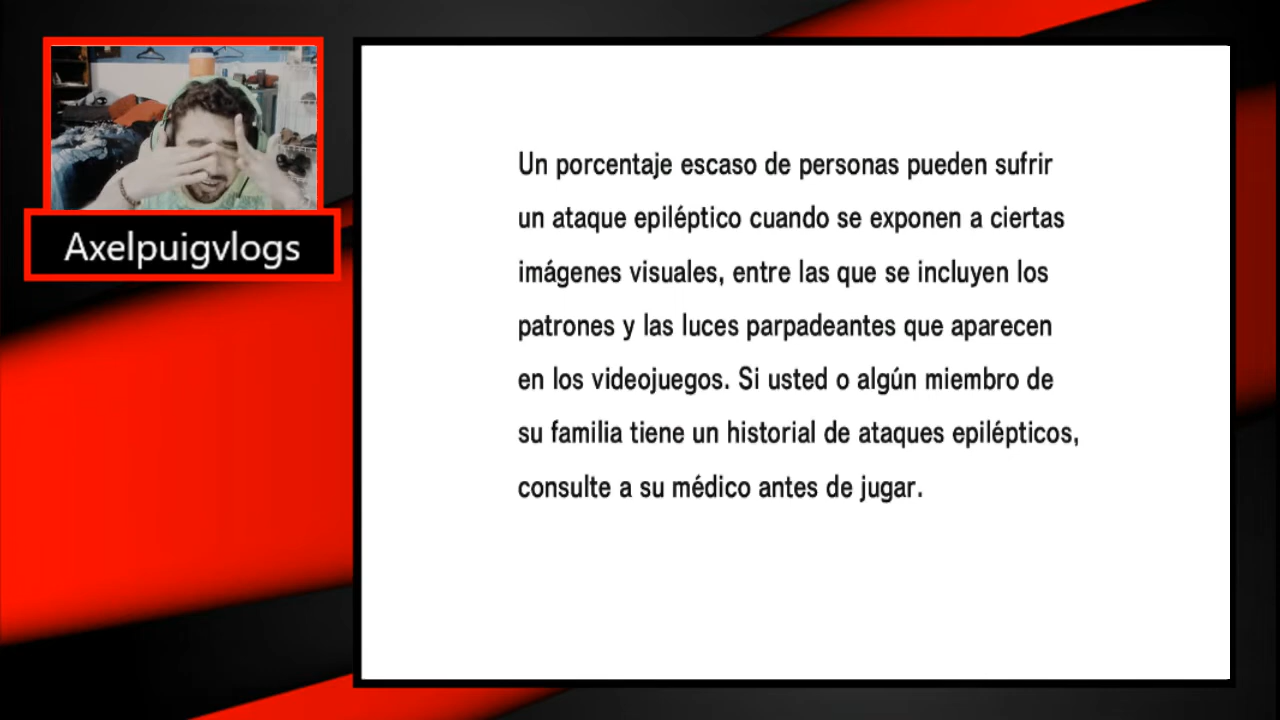 Axelpuigvlogs
Un porcentaje escaso de personas pueden sufrir
un ataque epiléptico cuando se exponen a ciertas
imágenes visuales, entre las que se incluyen los
patrones y las luces parpadeantes que aparecen
en los videojuegos. Si usted o algún miembro de
su familia tiene un historial de ataques epilépticos,
consulte a su médico antes de jugar.